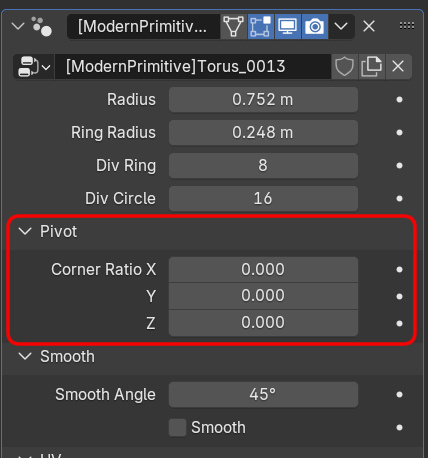 [ModernPrimitiv...
[ModernPrimitive]Torus_0013
Radius 0.752 m
Ring Radius 0.248 m
Div Ring 8
Div Circle 16
Pivot
Corner Ratio X 0.000
Y 0.000
Z 0.000
Smooth
Smooth Angle 45°
Smooth